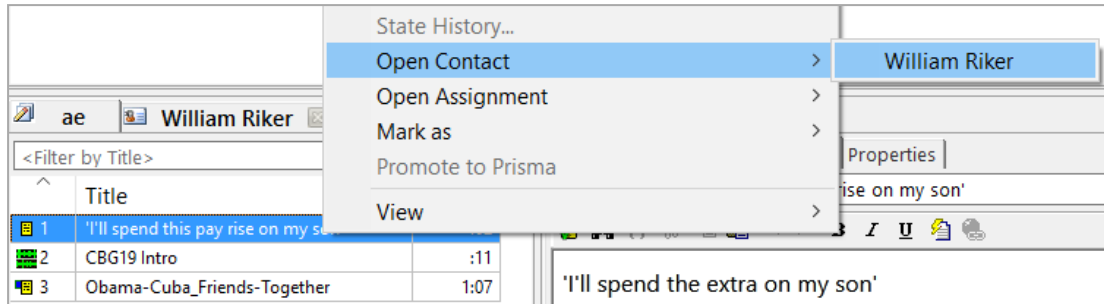 State History...
Open Contact > William Riker
Open Assignment >
Mark as >
Promote to Prisma
View >
ae William Riker
<Filter by Title>
Properties
Title
rise on my son'
1 'I'll spend this pay rise on my
B I U
2 CBG19 Intro :11
3 Obama-Cuba_Friends-Together 1:07
'I'll spend the extra on my son'